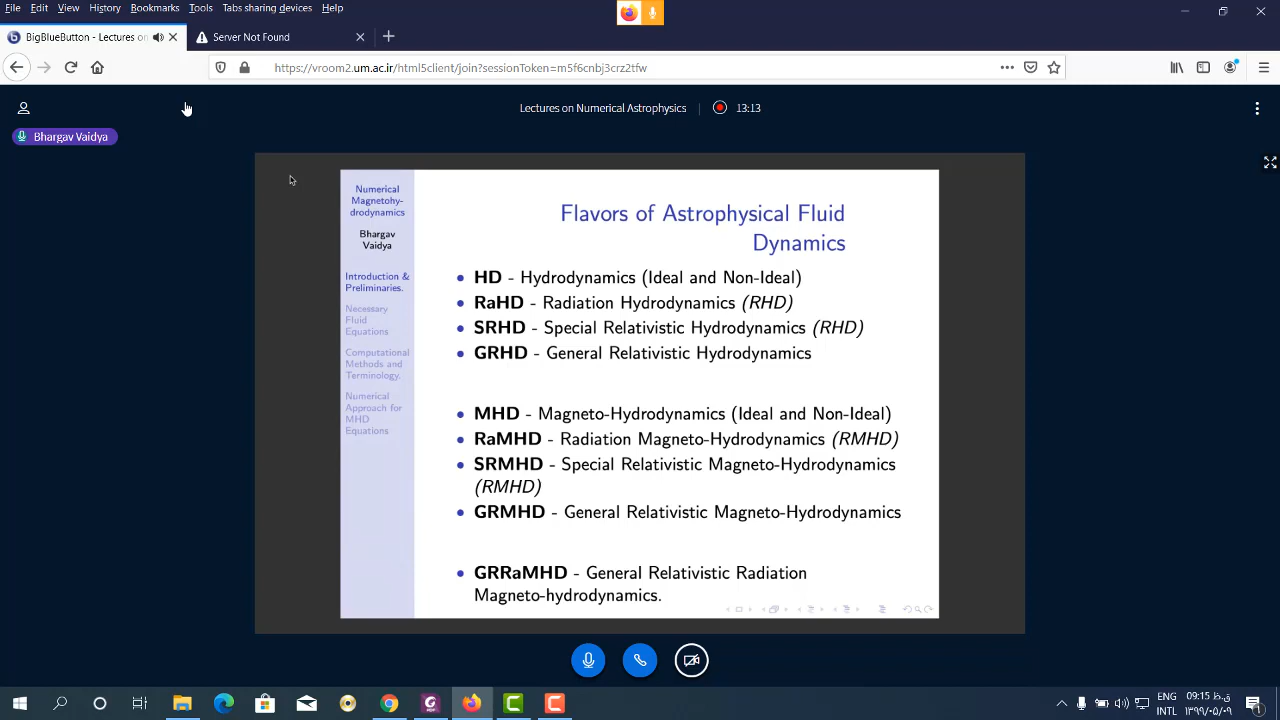 File Edit View History Bookmarks Tools Tabs sharing devices Help
BigBlueButton - Lectures on
Server Not Found
https://vroom2.um.ac.ir/html5client/join?sessionToken=m5f6cnbj3crz2tfw
Lectures on Numerical Astrophysics 13:13
Bhargav Vaidya
Numerical
Magnetohy-
drodynamics
Bhargav
Vaidya
Introduction &
Preliminaries.
Necessary
Fluid
Equations
Computational
Methods and
Terminology.
Numerical
Approach for
MHD
Equations
Flavors of Astrophysical Fluid
Dynamics
• HD - Hydrodynamics (Ideal and Non-Ideal)
• RaHD - Radiation Hydrodynamics (RHD)
• SRHD - Special Relativistic Hydrodynamics (RHD)
• GRHD - General Relativistic Hydrodynamics
• MHD - Magneto-Hydrodynamics (Ideal and Non-Ideal)
• RaMHD - Radiation Magneto-Hydrodynamics (RMHD)
• SRMHD - Special Relativistic Magneto-Hydrodynamics
(RMHD)
• GRMHD - General Relativistic Magneto-Hydrodynamics
• GRRaMHD - General Relativistic Radiation
Magneto-hydrodynamics.
ENG 09:15 ق.ظ
INTL ۱۳۹۹/۰۵/۰۹